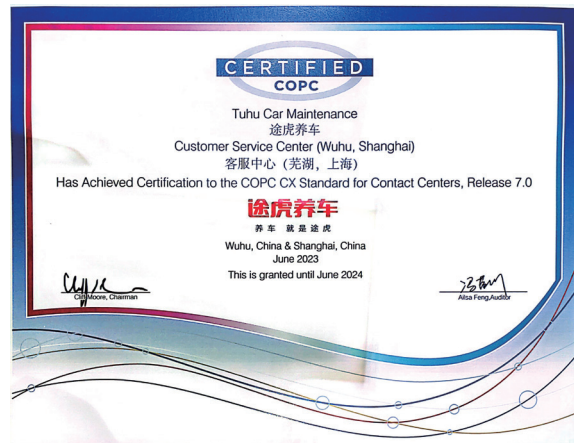 CERTIFIED
COPC
Tuhu Car Maintenance
途虎养车
Customer Service Center (Wuhu, Shanghai)
客服中心（芜湖，上海）
Has Achieved Certification to the COPC CX Standard for Contact Centers, Release 7.0
途虎养车
养车 就是途虎
Wuhu, China & Shanghai, China
June 2023
This is granted until June 2024
Cliff Moore, Chairman
Ailsa Feng,Auditor